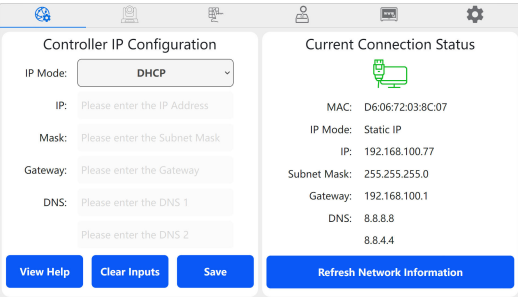 Controller IP Configuration
IP Mode: DHCP
IP: Please enter the IP Address
Mask: Please enter the Subnet Mask
Gateway: Please enter the Gateway
DNS: Please enter the DNS 1
Please enter the DNS 2
View Help Clear Inputs Save
Current Connection Status
MAC: D6:06:72:03:8C:07
IP Mode: Static IP
IP: 192.168.100.77
Subnet Mask: 255.255.255.0
Gateway: 192.168.100.1
DNS: 8.8.8.8
8.8.4.4
Refresh Network Information